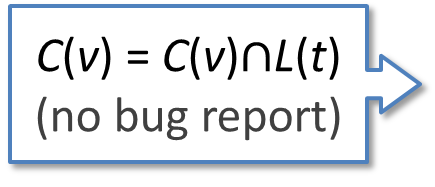 C(v) = C(v)∩L(t)
(no bug report)